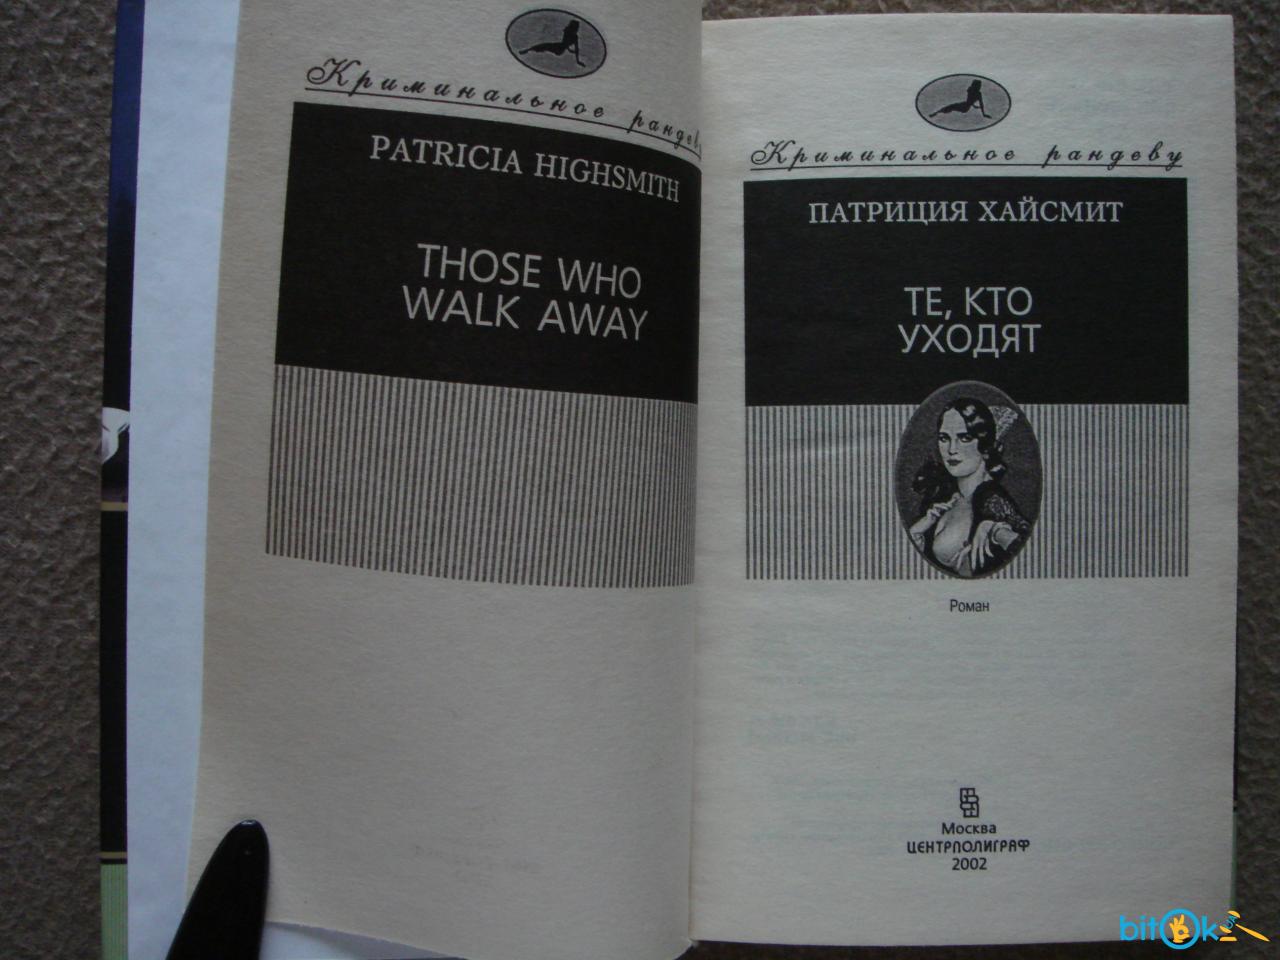 Криминальное рандеву
PATRICIA HIGHSMITH
THOSE WHO
WALK AWAY
Криминальное рандеву
ПАТРИЦИЯ ХАЙСМИТ
ТЕ, КТО
УХОДЯТ
Роман
Москва
ЦЕНТРПОЛИГРАФ
2002
bitOk